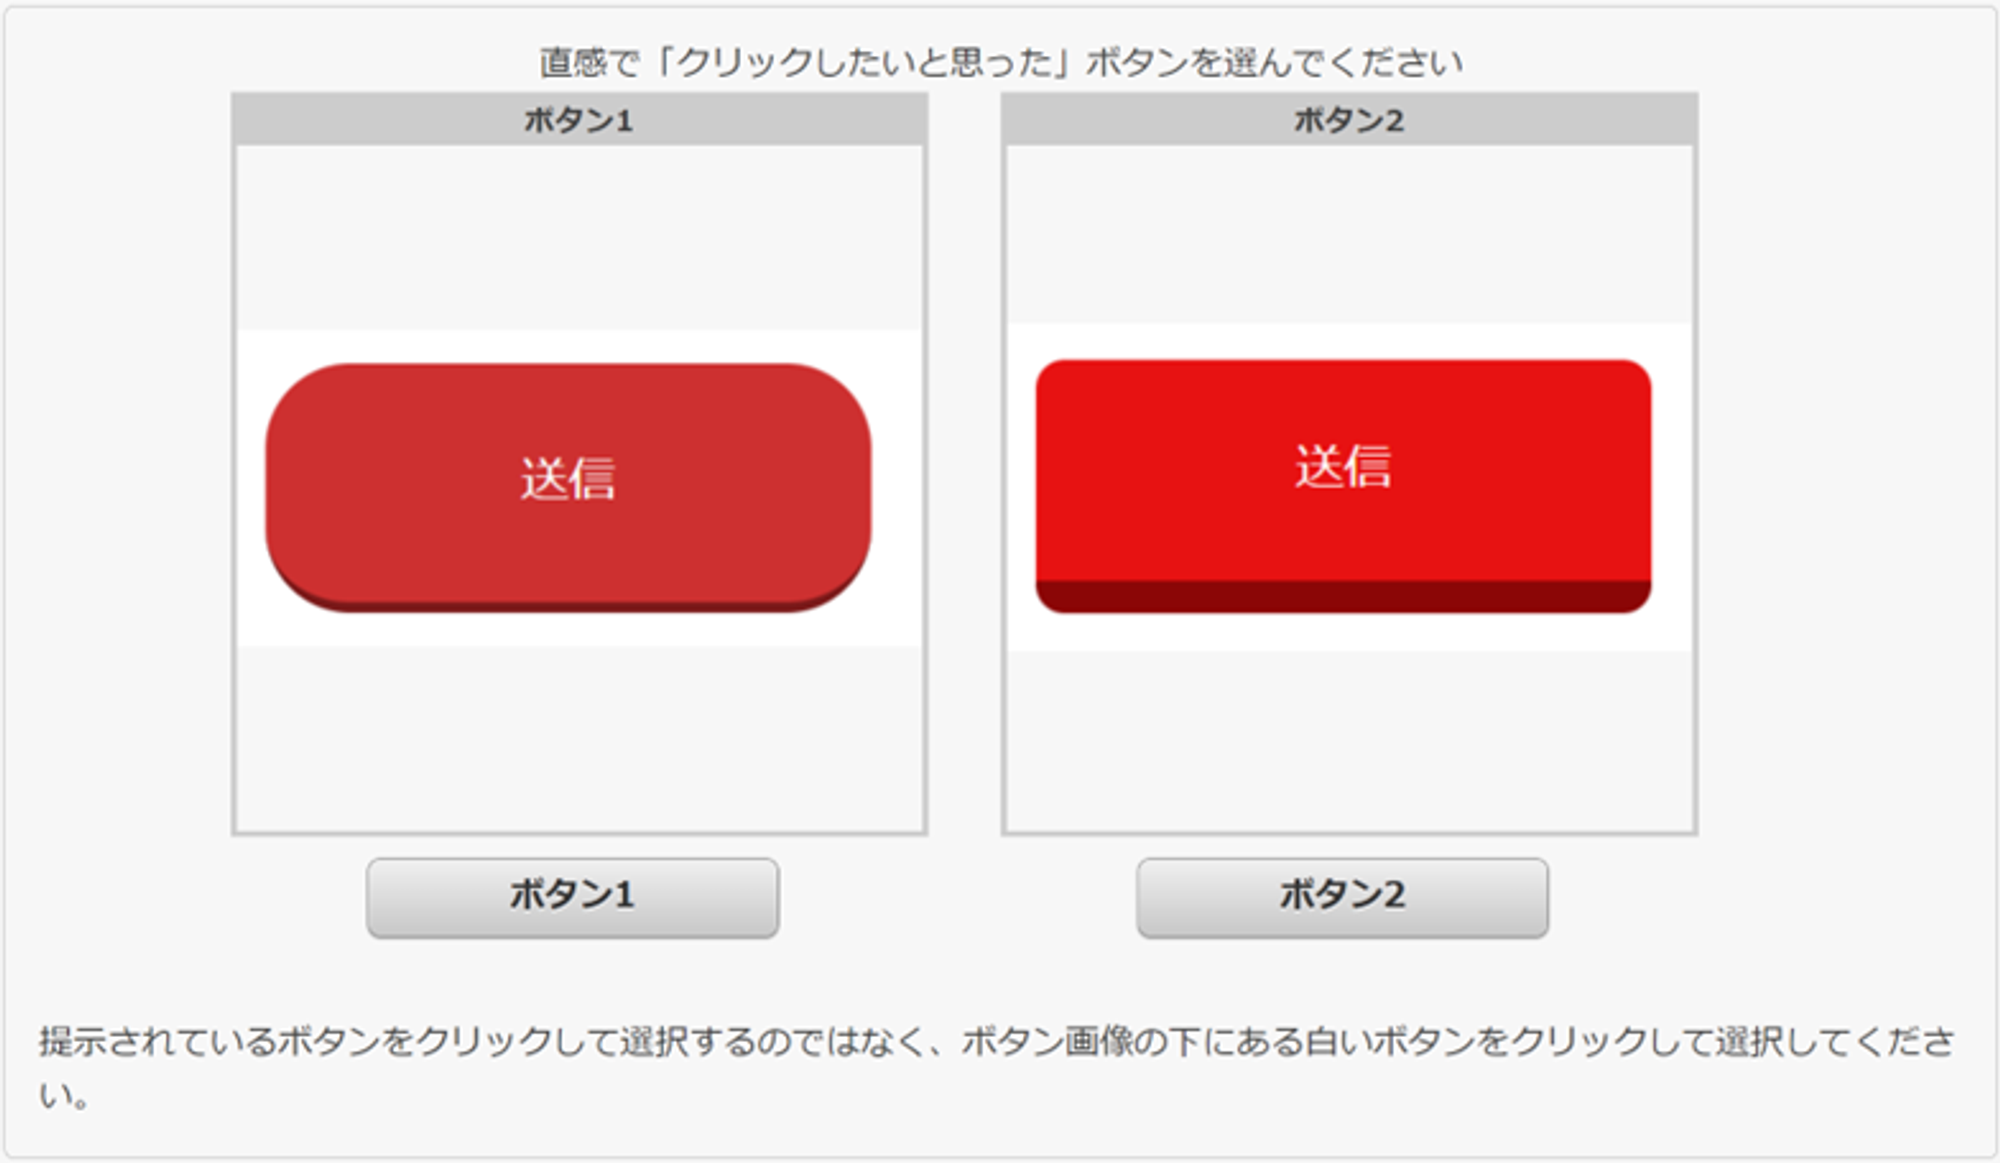 直感で「クリックしたいと思った」ボタンを選んでください
ボタン1
ボタン2
送信
送信
ボタン1
ボタン2
提示されているボタンをクリックして選択するのではなく、ボタン画像の下にある白いボタンをクリックして選択してくださ
い。